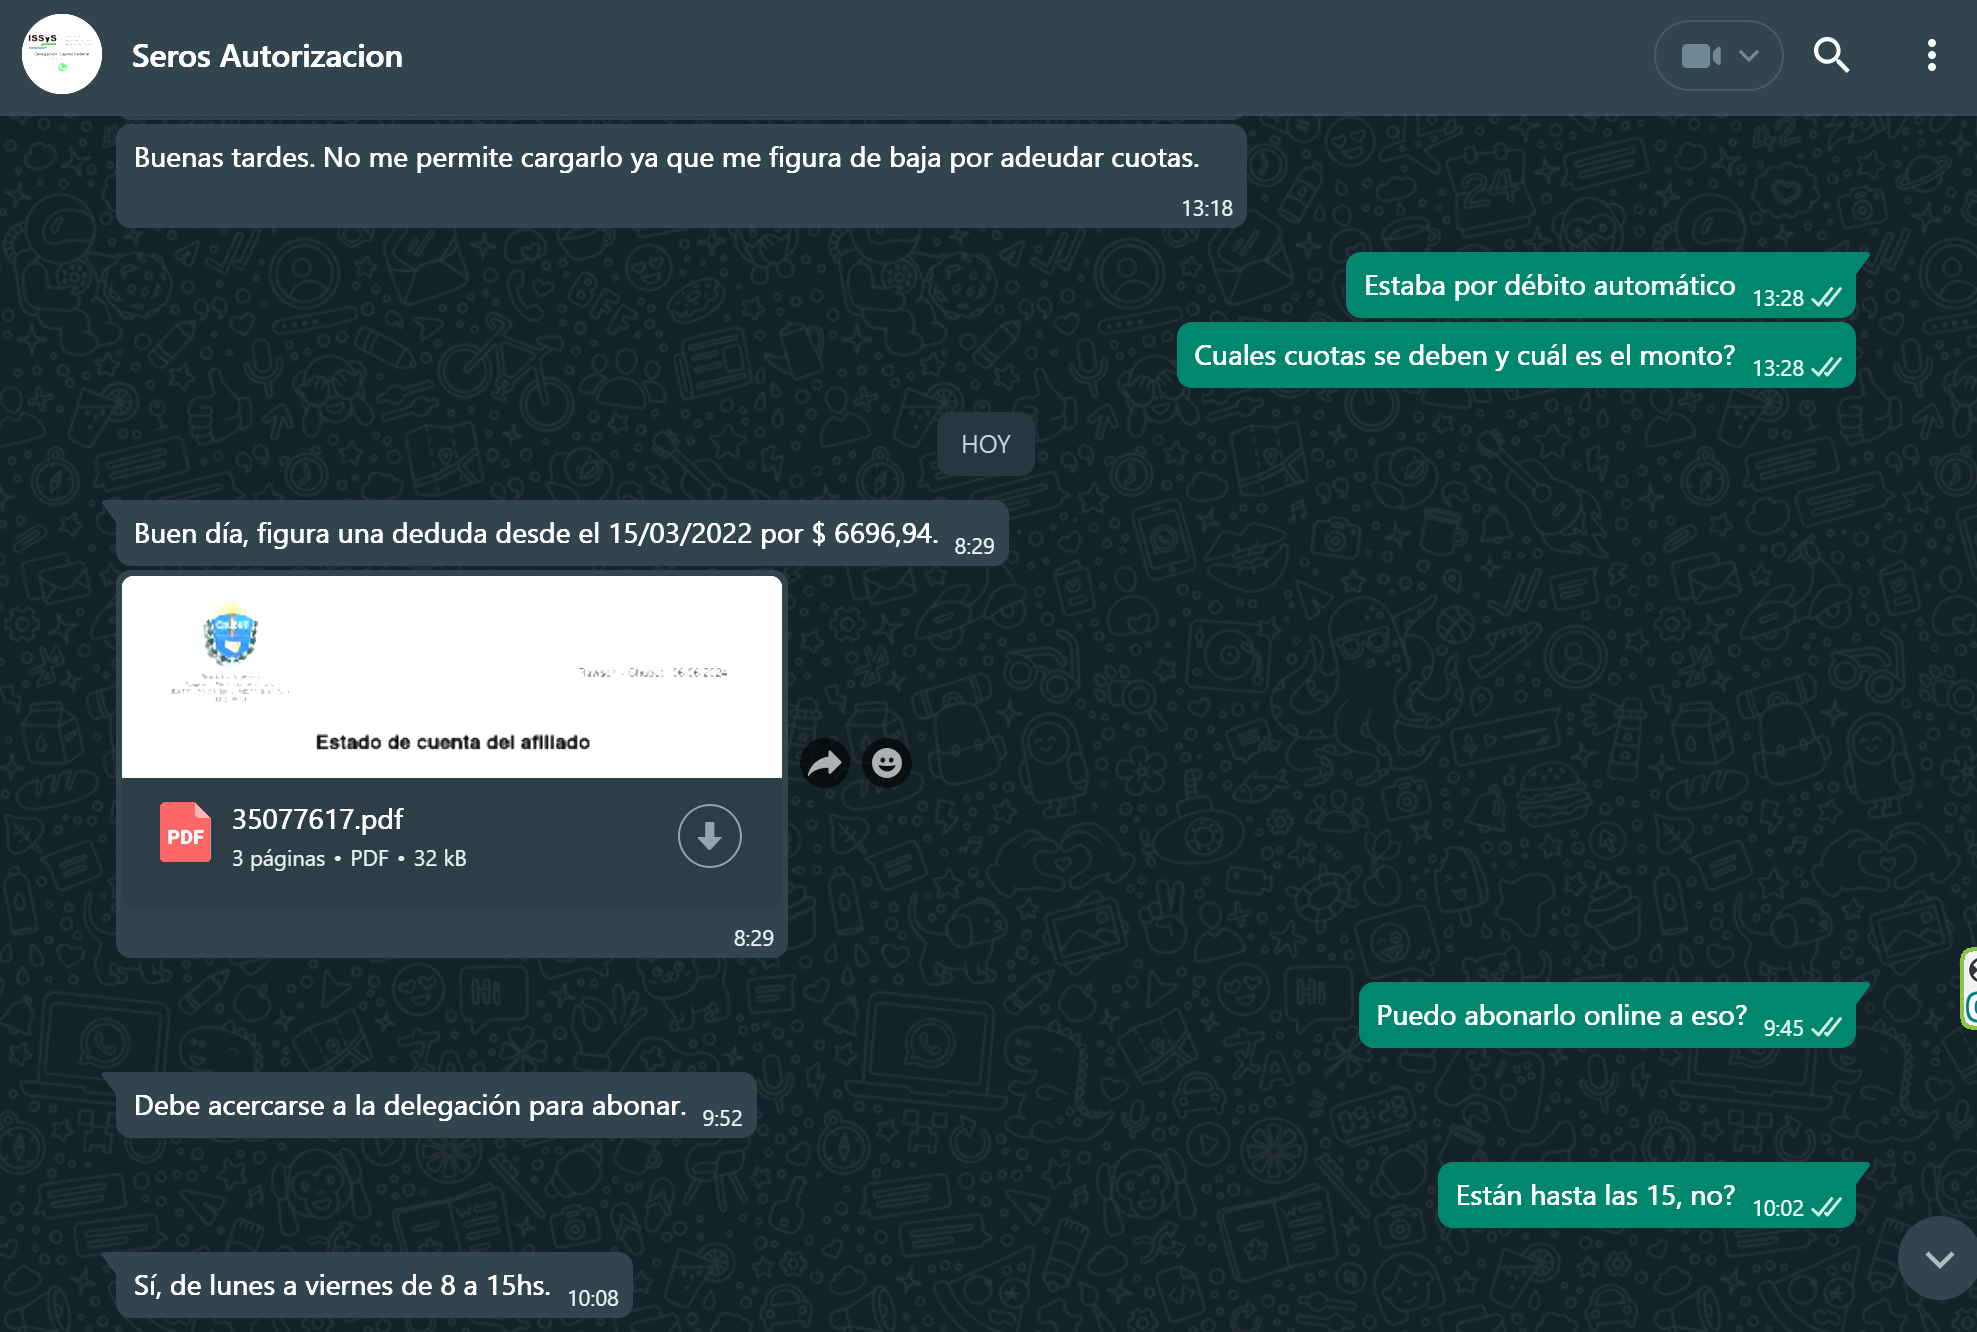 ISSyS
Seros Autorizacion
Buenas tardes. No me permite cargarlo ya que me figura de baja por adeudar cuotas.
13:18
Estaba por débito automático 13:28
Cuales cuotas se deben y cuál es el monto? 13:28
HOY
Buen día, figura una deduda desde el 15/03/2022 por $ 6696,94. 8:29
Rawson - Chubut 06-06-2024
Estado de cuenta del afiliado
PDF
35077617.pdf
3 páginas • PDF • 32 kB
8:29
Puedo abonarlo online a eso? 9:45
Debe acercarse a la delegación para abonar. 9:52
Están hasta las 15, no? 10:02
Sí, de lunes a viernes de 8 a 15hs. 10:08